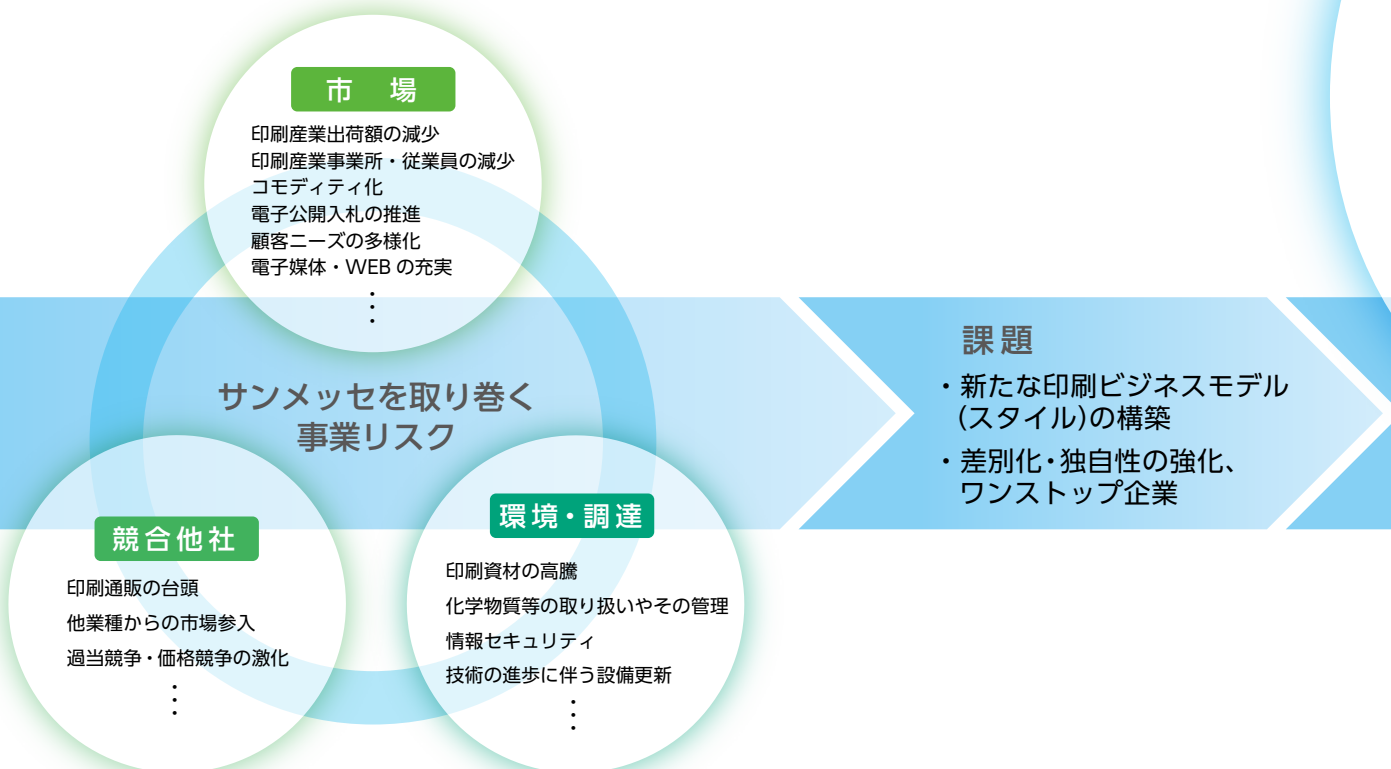 市 場
印刷産業出荷額の減少
印刷産業事業所・従業員の減少
コモディティ化
電子公開入札の推進
顧客ニーズの多様化
電子媒体・WEB の充実
⋮
サンメッセを取り巻く
事業リスク
競合他社
印刷通販の台頭
他業種からの市場参入
過当競争・価格競争の激化
⋮
環境・調達
印刷資材の高騰
化学物質等の取り扱いやその管理
情報セキュリティ
技術の進歩に伴う設備更新
⋮
課題
・新たな印刷ビジネスモデル
(スタイル)の構築
・差別化・独自性の強化、
ワンストップ企業